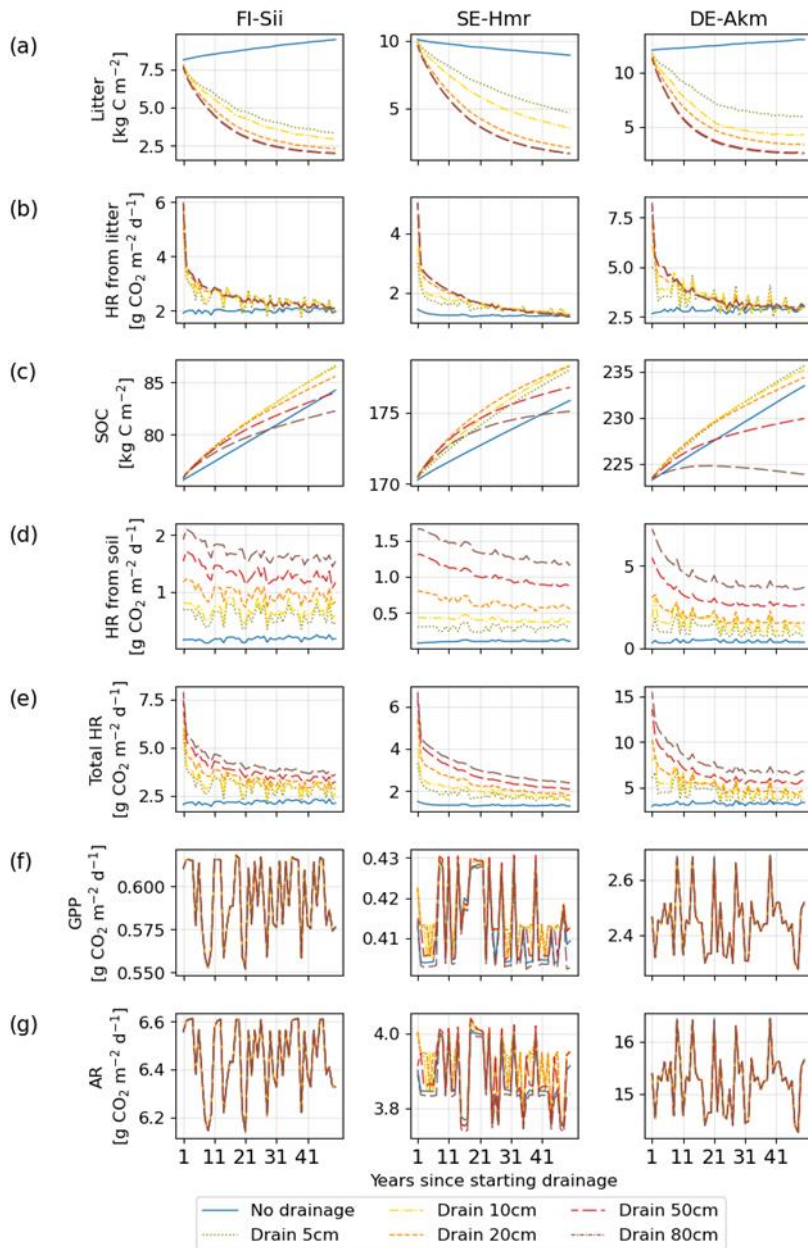 FI-Sii SE-Hmr DE-Akm
(a)
Litter
[kg C m⁻²]
7.5
5.0
2.5
10
5
10
5
(b)
HR from litter
[g CO₂ m⁻² d⁻¹]
6
4
2
4
2
7.5
5.0
2.5
(c)
SOC
[kg C m⁻²]
85
80
175
170
235
230
225
(d)
HR from soil
[g CO₂ m⁻² d⁻¹]
2
1
1.5
1.0
0.5
5
0
(e)
Total HR
[g CO₂ m⁻² d⁻¹]
7.5
5.0
2.5
6
4
2
15
10
5
(f)
GPP
[g CO₂ m⁻² d⁻¹]
0.600
0.575
0.550
0.43
0.42
0.41
2.6
2.4
(g)
AR
[g CO₂ m⁻² d⁻¹]
6.6
6.4
6.2
4.0
3.8
16
15
1 11 21 31 41 1 11 21 31 41 1 11 21 31 41
Years since starting drainage
No drainage Drain 10cm Drain 50cm
Drain 5cm Drain 20cm Drain 80cm